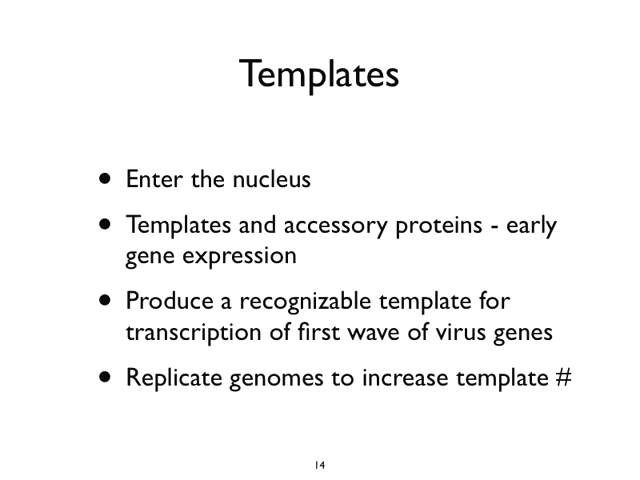 Templates
• Enter the nucleus
• Templates and accessory proteins - early
gene expression
• Produce a recognizable template for
transcription of first wave of virus genes
• Replicate genomes to increase template #
14